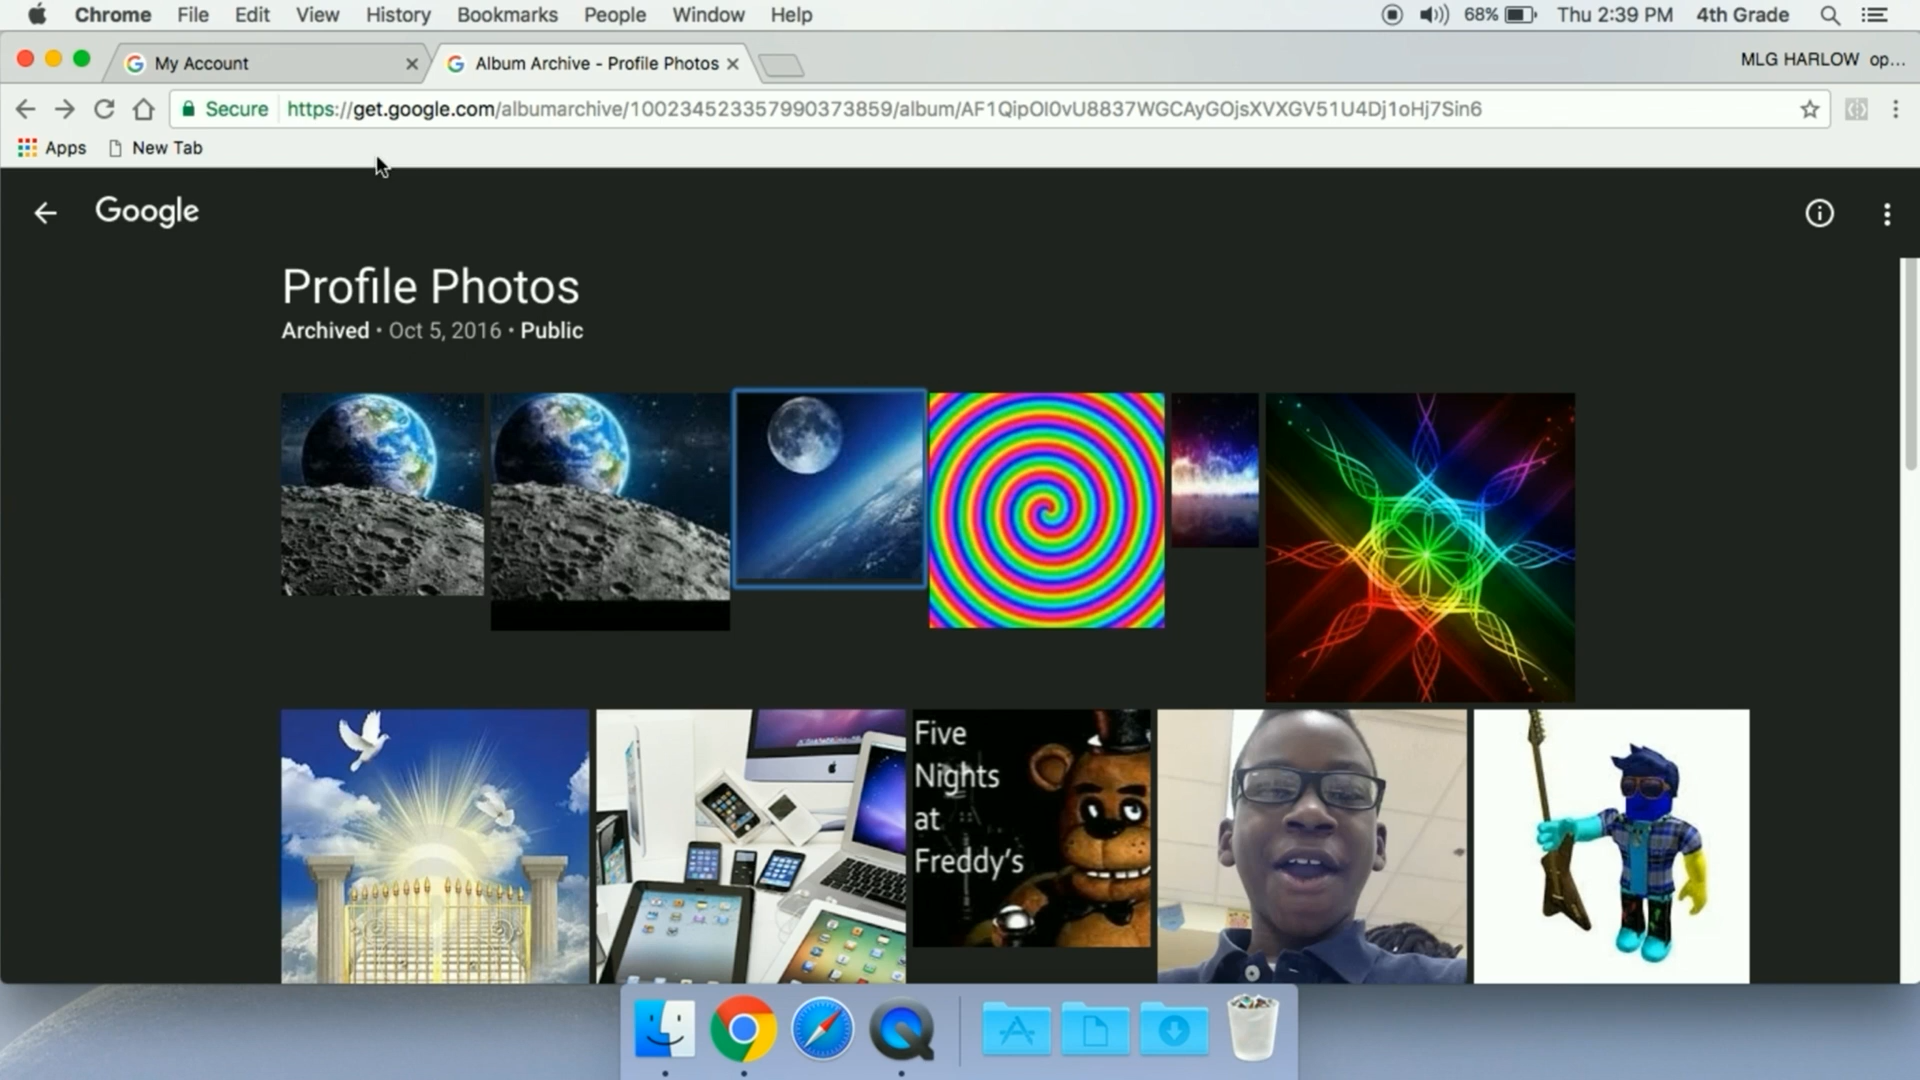 Chrome File Edit View History Bookmarks People Window Help 68% Thu 2:39 PM 4th Grade
My Account Album Archive - Profile Photos MLG HARLOW op...
Secure https://get.google.com/albumarchive/100234523357990373859/album/AF1QipOl0vU8837WGCAyGOjsXVXGV51U4Dj1oHj7Sin6
Apps New Tab
Google
Profile Photos
Archived • Oct 5, 2016 • Public
Five
Nights
at
Freddy's